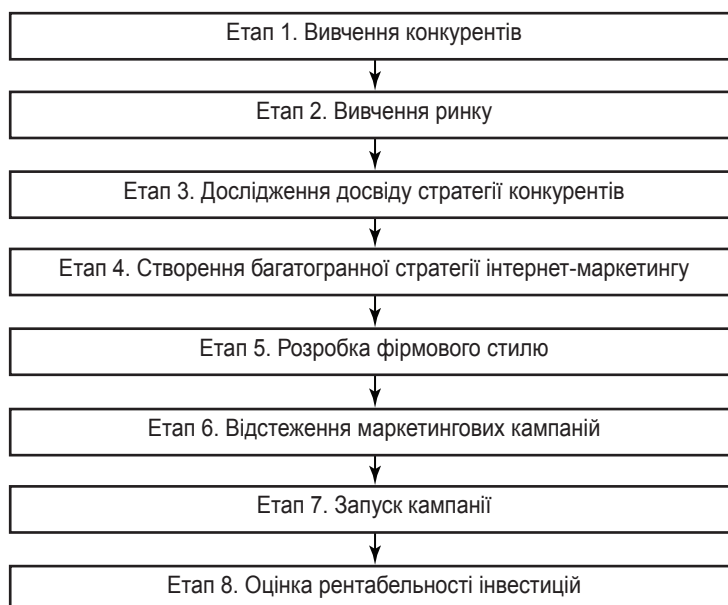 Етап 1. Вивчення конкурентів
Етап 2. Вивчення ринку
Етап 3. Дослідження досвіду стратегії конкурентів
Етап 4. Створення багатогранної стратегії інтернет-маркетингу
Етап 5. Розробка фірмового стилю
Етап 6. Відстеження маркетингових кампаній
Етап 7. Запуск кампанії
Етап 8. Оцінка рентабельності інвестицій